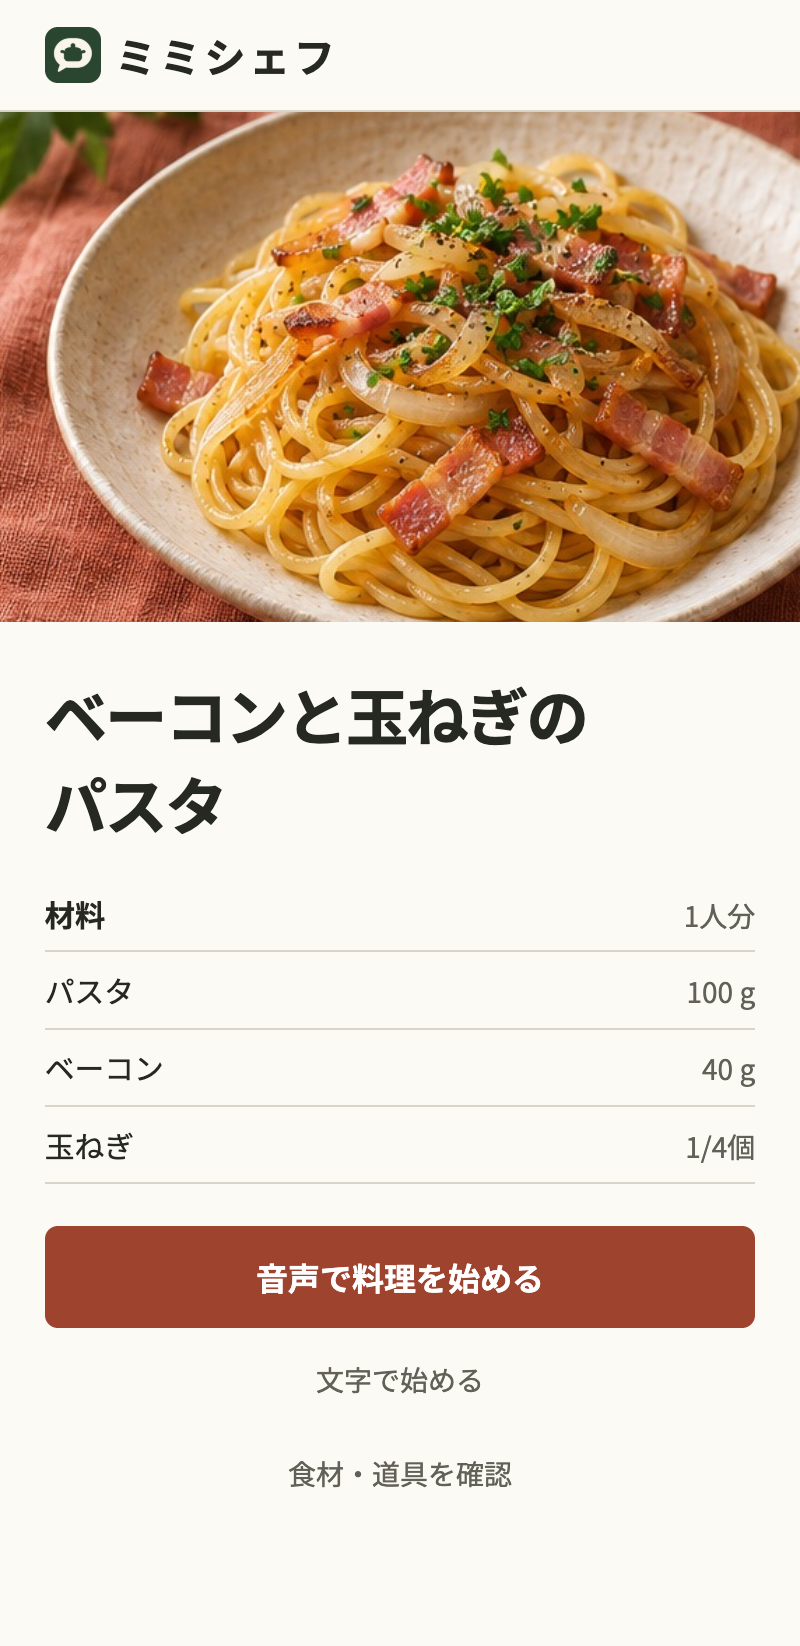 ミミシェフ
ベーコンと玉ねぎの
パスタ
材料 1人分
パスタ 100 g
ベーコン 40 g
玉ねぎ 1/4個
音声で料理を始める
文字で始める
食材・道具を確認